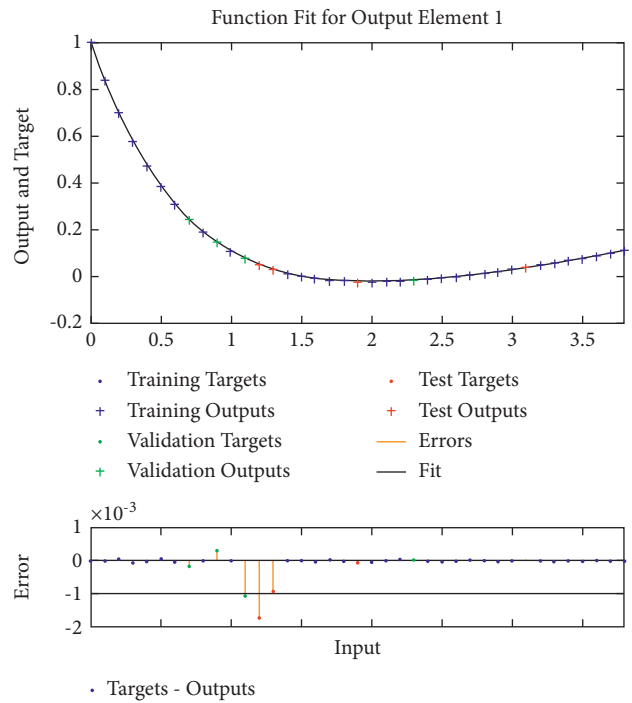 Function Fit for Output Element 1
Output and Target
1
0.8
0.6
0.4
0.2
0
-0.2
0 0.5 1 1.5 2 2.5 3 3.5
Training Targets
Training Outputs
Validation Targets
Validation Outputs
Test Targets
Test Outputs
Errors
Fit
×10-3
Error
1
0
-1
-2
Input
Targets - Outputs